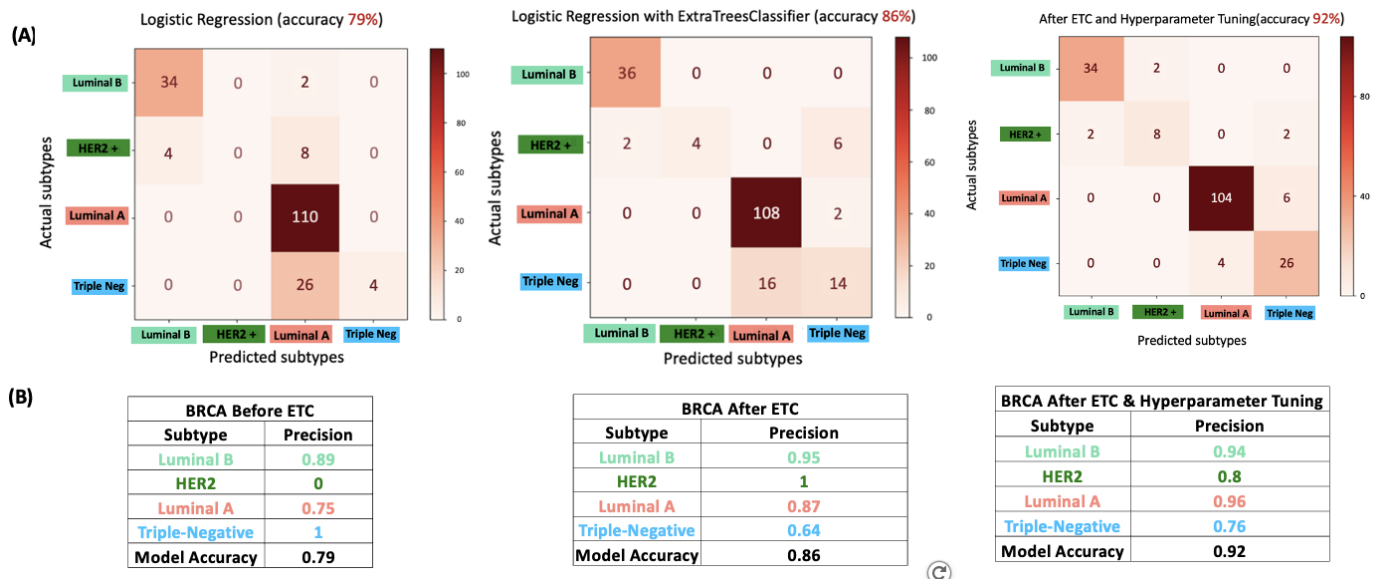 (A)
Logistic Regression (accuracy 79%)
Actual subtypes
Luminal B 34 0 2 0
HER2 + 4 0 8 0
Luminal A 0 0 110 0
Triple Neg 0 0 26 4
Luminal B HER2 + Luminal A Triple Neg
Predicted subtypes
100
80
60
40
20
0
Logistic Regression with ExtraTreesClassifier (accuracy 86%)
Actual subtypes
Luminal B 36 0 0 0
HER2 + 2 4 0 6
Luminal A 0 0 108 2
Triple Neg 0 0 16 14
Luminal B HER2 + Luminal A Triple Neg
Predicted subtypes
100
80
60
40
20
0
After ETC and Hyperparameter Tuning(accuracy 92%)
Actual subtypes
Luminal B 34 2 0 0
HER2 + 2 8 0 2
Luminal A 0 0 104 6
Triple Neg 0 0 4 26
Luminal B HER2 + Luminal A Triple Neg
Predicted subtypes
80
40
0
(B)
BRCA Before ETC
Subtype Precision
Luminal B 0.89
HER2 0
Luminal A 0.75
Triple-Negative 1
Model Accuracy 0.79
BRCA After ETC
Subtype Precision
Luminal B 0.95
HER2 1
Luminal A 0.87
Triple-Negative 0.64
Model Accuracy 0.86
BRCA After ETC & Hyperparameter Tuning
Subtype Precision
Luminal B 0.94
HER2 0.8
Luminal A 0.96
Triple-Negative 0.76
Model Accuracy 0.92